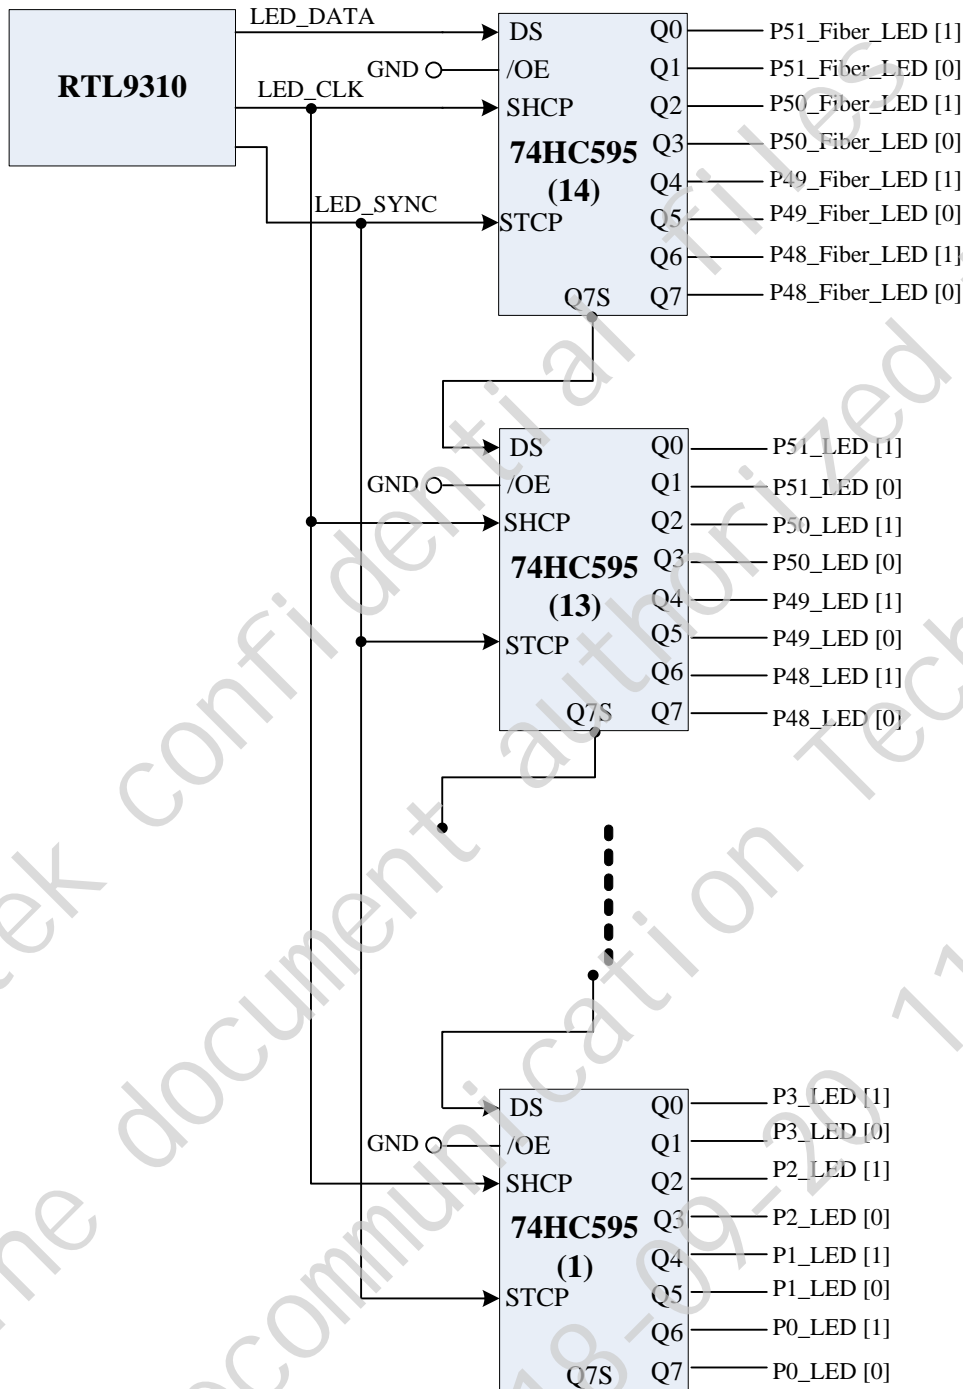 LED_DATA
RTL9310
GND
LED_CLK
LED_SYNC
DS
/OE
SHCP
74HC595
(14)
STCP
Q7S
Q0
Q1
Q2
Q3
Q4
Q5
Q6
Q7
P51_Fiber_LED [1]
P51_Fiber_LED [0]
P50_Fiber_LED [1]
P50_Fiber_LED [0]
P49_Fiber_LED [1]
P49_Fiber_LED [0]
P48_Fiber_LED [1]
P48_Fiber_LED [0]
GND
DS
/OE
SHCP
74HC595
(13)
STCP
Q7S
Q0
Q1
Q2
Q3
Q4
Q5
Q6
Q7
P51_LED [1]
P51_LED [0]
P50_LED [1]
P50_LED [0]
P49_LED [1]
P49_LED [0]
P48_LED [1]
P48_LED [0]
GND
DS
/OE
SHCP
74HC595
(1)
STCP
Q7S
Q0
Q1
Q2
Q3
Q4
Q5
Q6
Q7
P3_LED [1]
P3_LED [0]
P2_LED [1]
P2_LED [0]
P1_LED [1]
P1_LED [0]
P0_LED [1]
P0_LED [0]
confidential files
document authorized
communication